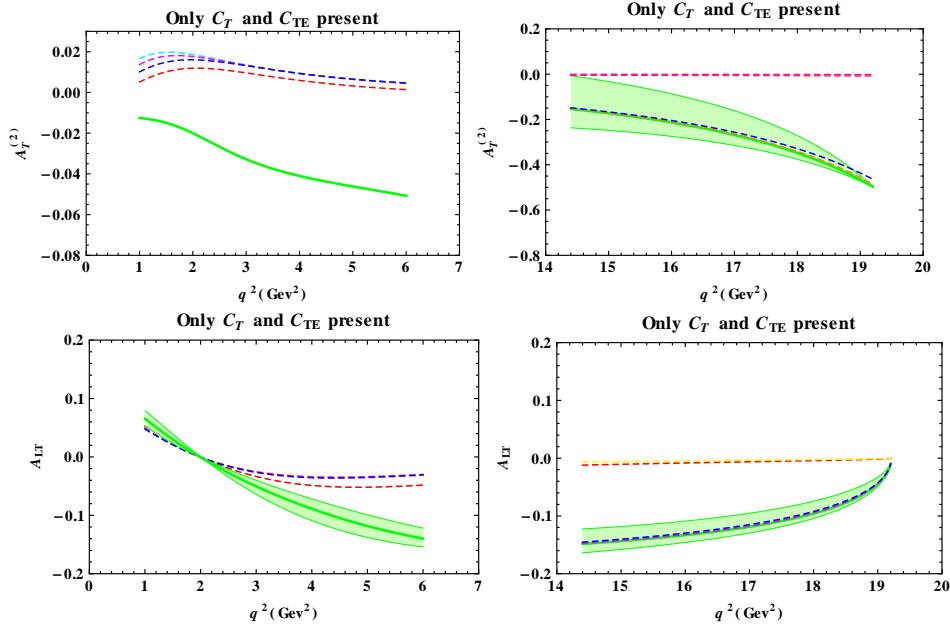 Only C_T and C_TE present
A_T^(2)
0.02
0.00
−0.02
−0.04
−0.06
−0.08
0 1 2 3 4 5 6 7
q^2(Gev^2)
Only C_T and C_TE present
A_T^(2)
0.2
0.0
−0.2
−0.4
−0.6
−0.8
14 15 16 17 18 19 20
q^2(Gev^2)
Only C_T and C_TE present
A_LT
0.2
0.1
0.0
−0.1
−0.2
0 1 2 3 4 5 6 7
q^2(Gev^2)
Only C_T and C_TE present
A_LT
0.2
0.1
0.0
−0.1
−0.2
14 15 16 17 18 19 20
q^2(Gev^2)